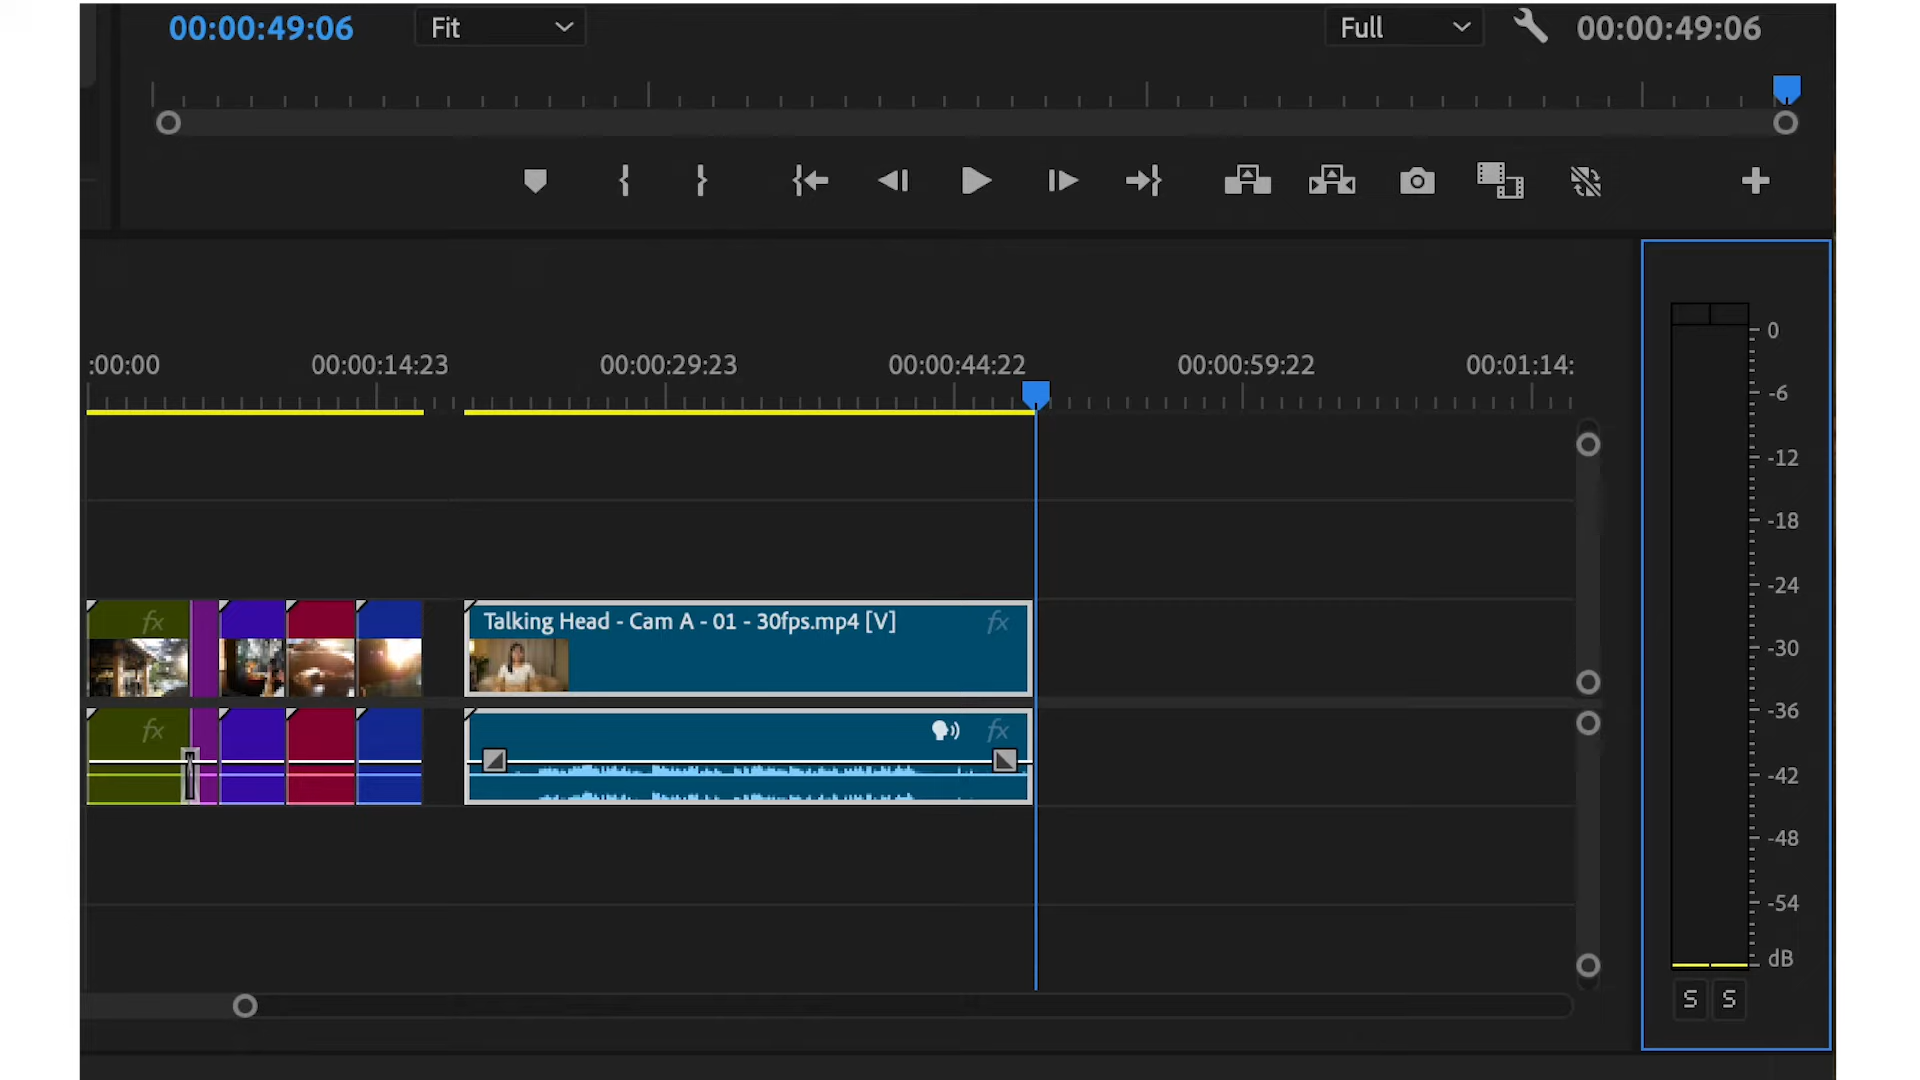 00:00:49:06 Fit Full 00:00:49:06
:00:00 00:00:14:23 00:00:29:23 00:00:44:22 00:00:59:22 00:01:14:
fx Talking Head - Cam A - 01 - 30fps.mp4 [V] fx
fx fx
0
-6
-12
-18
-24
-30
-36
-42
-48
-54
dB
S S